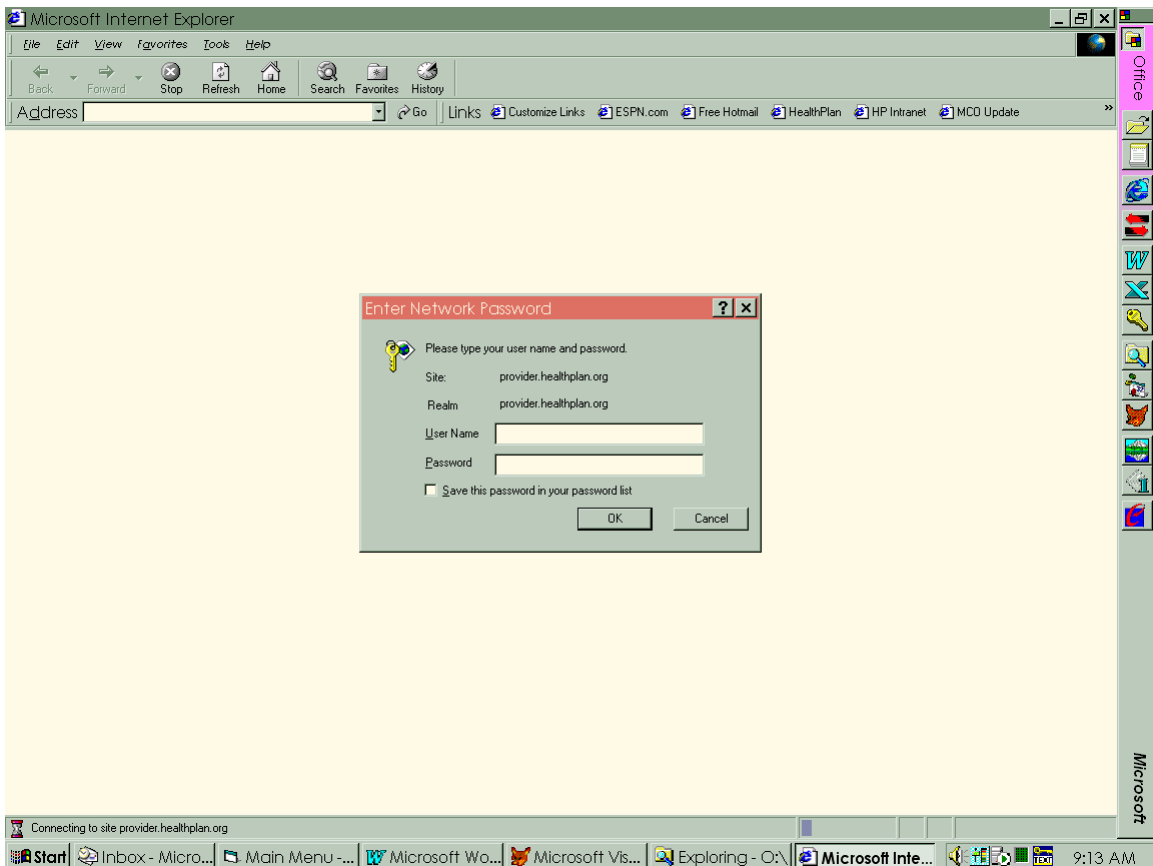 Microsoft Internet Explorer
File Edit View Favorites Tools Help
Back Forward Stop Refresh Home Search Favorites History
Address Go Links Customize Links ESPN.com Free Hotmail HealthPlan HP Intranet MCO Update »
Office
Enter Network Password
Please type your user name and password.
Site: provider.healthplan.org
Realm provider.healthplan.org
User Name
Password
Save this password in your password list
OK Cancel
Microsoft
Connecting to site provider.healthplan.org
Start Inbox - Micro... Main Menu -... Microsoft Wo... Microsoft Vis... Exploring - O:\ Microsoft Inte... TEXT 9:13 AM